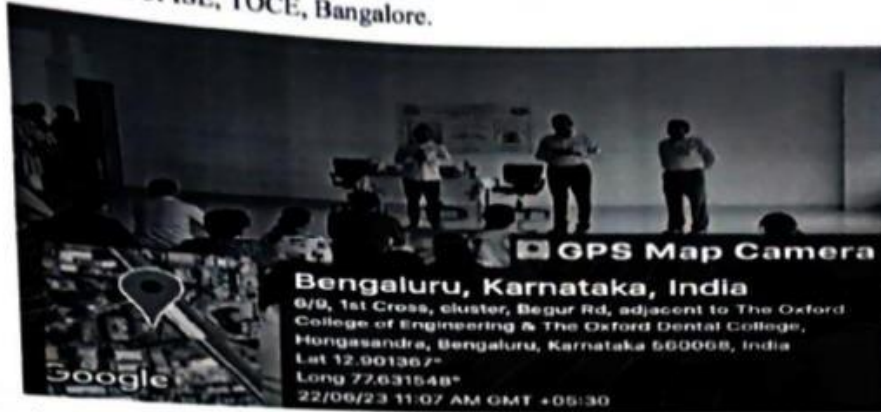 ISE, TOCE, Bangalore.
GPS Map Camera
Bengaluru, Karnataka, India
6/9, 1st Cross, cluster, Begur Rd, adjacent to The Oxford
College of Engineering & The Oxford Dental College,
Hongasandra, Bengaluru, Karnataka 560068, India
Lat 12.901367°
Long 77.631548°
22/06/23 11:07 AM GMT +05:30
Google